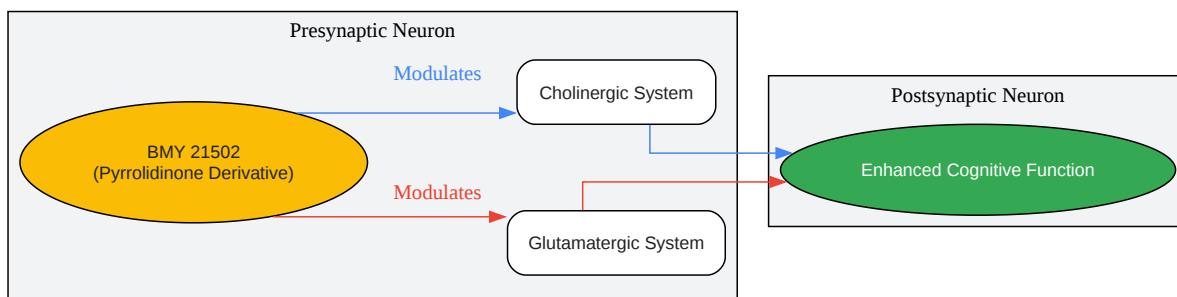 Presynaptic Neuron
Modulates
Cholinergic System
Postsynaptic Neuron
BMY 21502
(Pyrrolidinone Derivative)
Enhanced Cognitive Function
Modulates
Glutamatergic System